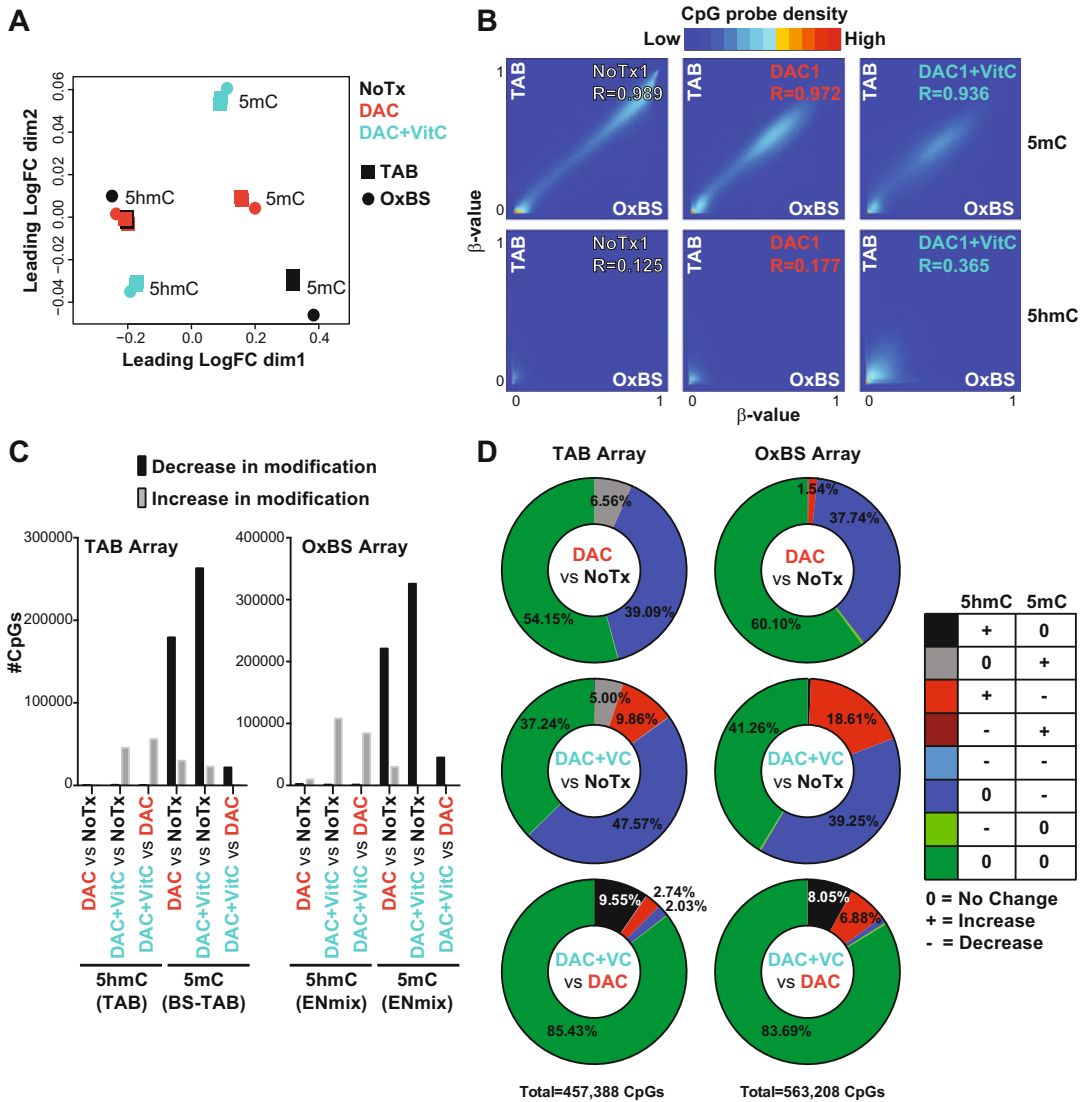 A
0.06
0.04
0.02
0.00
−0.02
−0.04
−0.2
0.0
0.2
0.4
Leading LogFC dim2
Leading LogFC dim1
5mC
5hmC
5mC
5hmC
5mC
NoTx
DAC
DAC+VitC
TAB
OxBS
B
CpG probe density
Low
High
1
0
TAB
NoTx1
R=0.989
OxBS
TAB
DAC1
R=0.972
OxBS
TAB
DAC1+VitC
R=0.936
OxBS
5mC
β-value
1
0
TAB
NoTx1
R=0.125
OxBS
TAB
DAC1
R=0.177
OxBS
TAB
DAC1+VitC
R=0.365
OxBS
5hmC
0 1
0 1
0 1
β-value
C
Decrease in modification
Increase in modification
#CpGs
300000
200000
100000
0
TAB Array
DAC vs NoTx
DAC+VitC vs NoTx
DAC+VitC vs DAC
DAC vs NoTx
DAC+VitC vs NoTx
DAC+VitC vs DAC
5hmC
(TAB)
5mC
(BS-TAB)
400000
300000
200000
100000
0
OxBS Array
DAC vs NoTx
DAC+VitC vs NoTx
DAC+VitC vs DAC
DAC vs NoTx
DAC+VitC vs NoTx
DAC+VitC vs DAC
5hmC
(ENmix)
5mC
(ENmix)
D
TAB Array
OxBS Array
6.56%
39.09%
54.15%
DAC
vs NoTx
1.54%
37.74%
60.10%
DAC
vs NoTx
5.00%
9.86%
47.57%
37.24%
DAC+VC
vs NoTx
18.61%
39.25%
41.26%
DAC+VC
vs NoTx
9.55%
2.74%
2.03%
85.43%
DAC+VC
vs DAC
8.05%
6.88%
83.69%
DAC+VC
vs DAC
Total=457,388 CpGs
Total=563,208 CpGs
5hmC 5mC
+ 0
0 +
+ -
- +
- -
0 -
- 0
0 0
0 = No Change
+ = Increase
- = Decrease